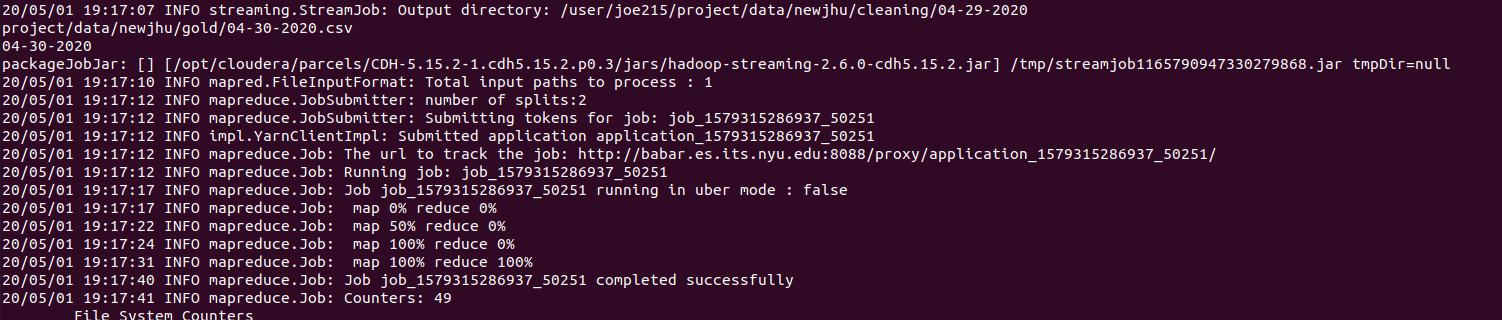 20/05/01 19:17:07 INFO streaming.StreamJob: Output directory: /user/joe215/project/data/newjhu/cleaning/04-29-2020
project/data/newjhu/gold/04-30-2020.csv
04-30-2020
packageJobJar: [] [/opt/cloudera/parcels/CDH-5.15.2-1.cdh5.15.2.p0.3/jars/hadoop-streaming-2.6.0-cdh5.15.2.jar] /tmp/streamjob1165790947330279868.jar tmpDir=null
20/05/01 19:17:10 INFO mapred.FileInputFormat: Total input paths to process : 1
20/05/01 19:17:12 INFO mapreduce.JobSubmitter: number of splits:2
20/05/01 19:17:12 INFO mapreduce.JobSubmitter: Submitting tokens for job: job_1579315286937_50251
20/05/01 19:17:12 INFO impl.YarnClientImpl: Submitted application application_1579315286937_50251
20/05/01 19:17:12 INFO mapreduce.Job: The url to track the job: http://babar.es.its.nyu.edu:8088/proxy/application_1579315286937_50251/
20/05/01 19:17:12 INFO mapreduce.Job: Running job: job_1579315286937_50251
20/05/01 19:17:17 INFO mapreduce.Job: Job job_1579315286937_50251 running in uber mode : false
20/05/01 19:17:17 INFO mapreduce.Job:  map 0% reduce 0%
20/05/01 19:17:22 INFO mapreduce.Job:  map 50% reduce 0%
20/05/01 19:17:24 INFO mapreduce.Job:  map 100% reduce 0%
20/05/01 19:17:31 INFO mapreduce.Job:  map 100% reduce 100%
20/05/01 19:17:40 INFO mapreduce.Job: Job job_1579315286937_50251 completed successfully
20/05/01 19:17:41 INFO mapreduce.Job: Counters: 49
File System Counters